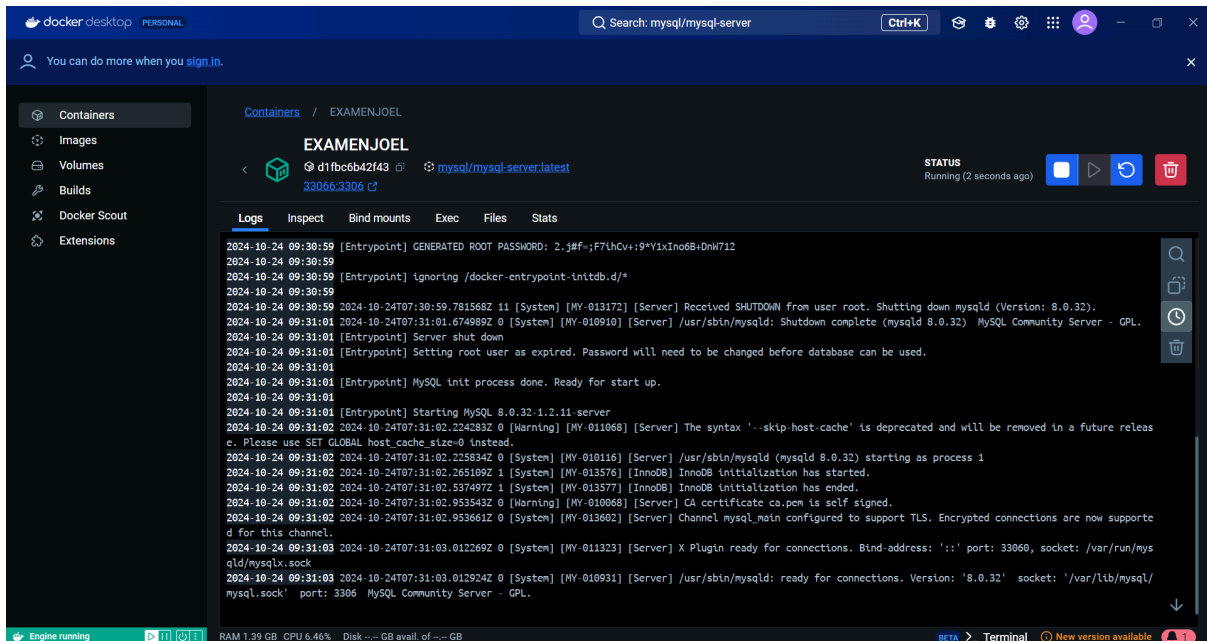 docker desktop PERSONAL
Search: mysql/mysql-server Ctrl+K
You can do more when you sign in.
Containers
Images
Volumes
Builds
Docker Scout
Extensions
Containers / EXAMENJOEL
EXAMENJOEL
d1fbc6b42f43 mysql/mysql-server:latest
33066:3306
STATUS
Running (2 seconds ago)
Logs Inspect Bind mounts Exec Files Stats
2024-10-24 09:30:59 [Entrypoint] GENERATED ROOT PASSWORD: 2.j#f=;F7ihCv+:9*Y1xIno6B+DnW712
2024-10-24 09:30:59
2024-10-24 09:30:59 [Entrypoint] ignoring /docker-entrypoint-initdb.d/*
2024-10-24 09:30:59
2024-10-24 09:30:59 2024-10-24T07:30:59.781568Z 11 [System] [MY-013172] [Server] Received SHUTDOWN from user root. Shutting down mysqld (Version: 8.0.32).
2024-10-24 09:31:01 2024-10-24T07:31:01.674989Z 0 [System] [MY-010910] [Server] /usr/sbin/mysqld: Shutdown complete (mysqld 8.0.32)  MySQL Community Server - GPL.
2024-10-24 09:31:01 [Entrypoint] Server shut down
2024-10-24 09:31:01 [Entrypoint] Setting root user as expired. Password will need to be changed before database can be used.
2024-10-24 09:31:01
2024-10-24 09:31:01 [Entrypoint] MySQL init process done. Ready for start up.
2024-10-24 09:31:01
2024-10-24 09:31:01 [Entrypoint] Starting MySQL 8.0.32-1.2.11-server
2024-10-24 09:31:02 2024-10-24T07:31:02.224283Z 0 [Warning] [MY-011068] [Server] The syntax '--skip-host-cache' is deprecated and will be removed in a future releas
e. Please use SET GLOBAL host_cache_size=0 instead.
2024-10-24 09:31:02 2024-10-24T07:31:02.225834Z 0 [System] [MY-010116] [Server] /usr/sbin/mysqld (mysqld 8.0.32) starting as process 1
2024-10-24 09:31:02 2024-10-24T07:31:02.265109Z 1 [System] [MY-013576] [InnoDB] InnoDB initialization has started.
2024-10-24 09:31:02 2024-10-24T07:31:02.537497Z 1 [System] [MY-013577] [InnoDB] InnoDB initialization has ended.
2024-10-24 09:31:02 2024-10-24T07:31:02.953543Z 0 [Warning] [MY-010068] [Server] CA certificate ca.pem is self signed.
2024-10-24 09:31:02 2024-10-24T07:31:02.953661Z 0 [System] [MY-013602] [Server] Channel mysql_main configured to support TLS. Encrypted connections are now supporte
d for this channel.
2024-10-24 09:31:03 2024-10-24T07:31:03.012269Z 0 [System] [MY-011323] [Server] X Plugin ready for connections. Bind-address: '::' port: 33060, socket: /var/run/mys
qld/mysqlx.sock
2024-10-24 09:31:03 2024-10-24T07:31:03.012924Z 0 [System] [MY-010931] [Server] /usr/sbin/mysqld: ready for connections. Version: '8.0.32'  socket: '/var/lib/mysql/
mysql.sock'  port: 3306  MySQL Community Server - GPL.
Engine running RAM 1.39 GB CPU 6.46% Disk --.-- GB avail. of --.-- GB BETA Terminal New version available 1